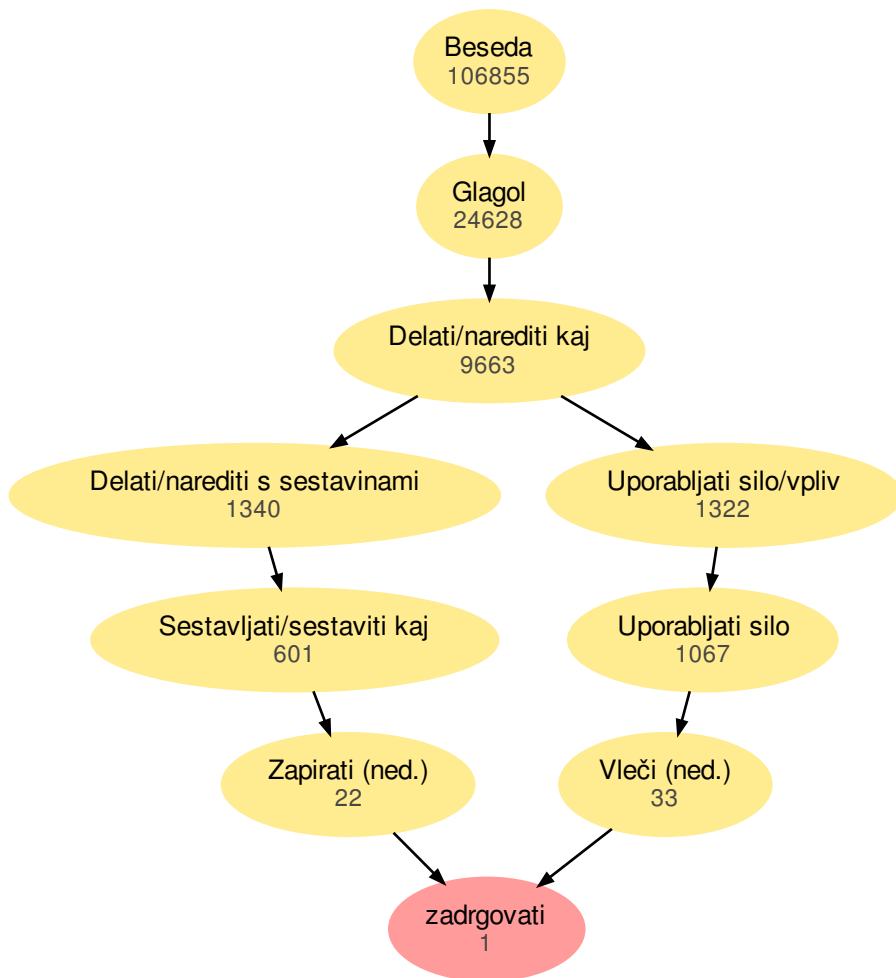 Beseda
106855
Glagol
24628
Delati/narediti kaj
9663
Delati/narediti s sestavinami
1340
Uporabljati silo/vpliv
1322
Sestavljati/sestaviti kaj
601
Uporabljati silo
1067
Zapirati (ned.)
22
Vleči (ned.)
33
zadrgovati
1